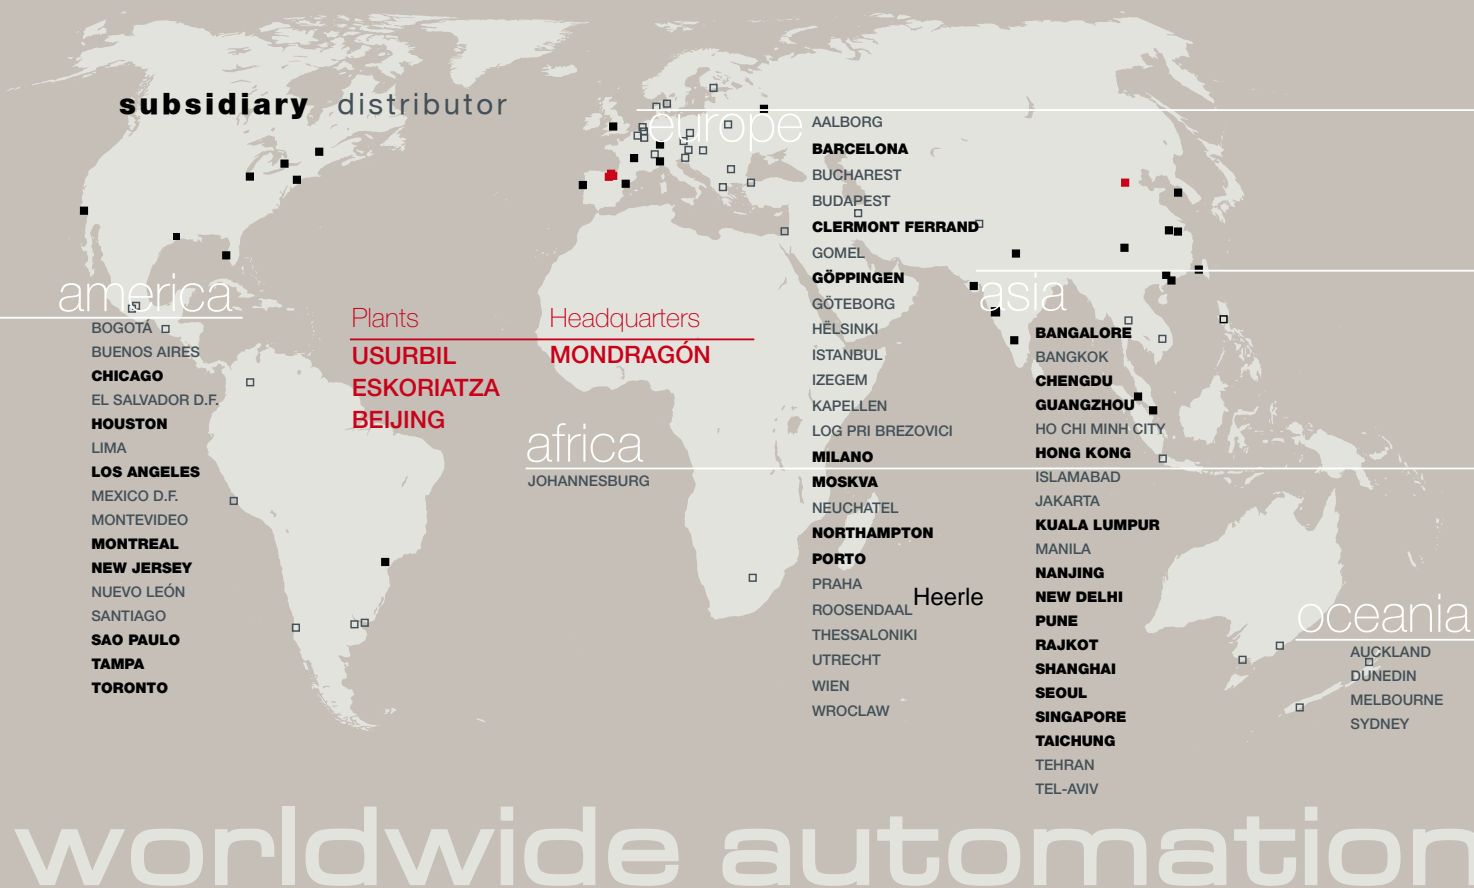 subsidiary distributor
america
BOGOTÁ
BUENOS AIRES
CHICAGO
EL SALVADOR D.F.
HOUSTON
LIMA
LOS ANGELES
MEXICO D.F.
MONTEVIDEO
MONTREAL
NEW JERSEY
NUEVO LEÓN
SANTIAGO
SAO PAULO
TAMPA
TORONTO
Plants
USURBIL
ESKORIATZA
BEIJING
Headquarters
MONDRAGÓN
africa
JOHANNESBURG
europe
AALBORG
BARCELONA
BUCHAREST
BUDAPEST
CLERMONT FERRAND
GOMEL
GÖPPINGEN
GÖTEBORG
HËLSINKI
ISTANBUL
IZEGEM
KAPELLEN
LOG PRI BREZOVICI
MILANO
MOSKVA
NEUCHATEL
NORTHAMPTON
PORTO
PRAHA
ROOSENDAAL Heerle
THESSALONIKI
UTRECHT
WIEN
WROCLAW
asia
BANGALORE
BANGKOK
CHENGDU
GUANGZHOU
HO CHI MINH CITY
HONG KONG
ISLAMABAD
JAKARTA
KUALA LUMPUR
MANILA
NANJING
NEW DELHI
PUNE
RAJKOT
SHANGHAI
SEOUL
SINGAPORE
TAICHUNG
TEHRAN
TEL-AVIV
oceania
AUCKLAND
DUNEDIN
MELBOURNE
SYDNEY
worldwide automation